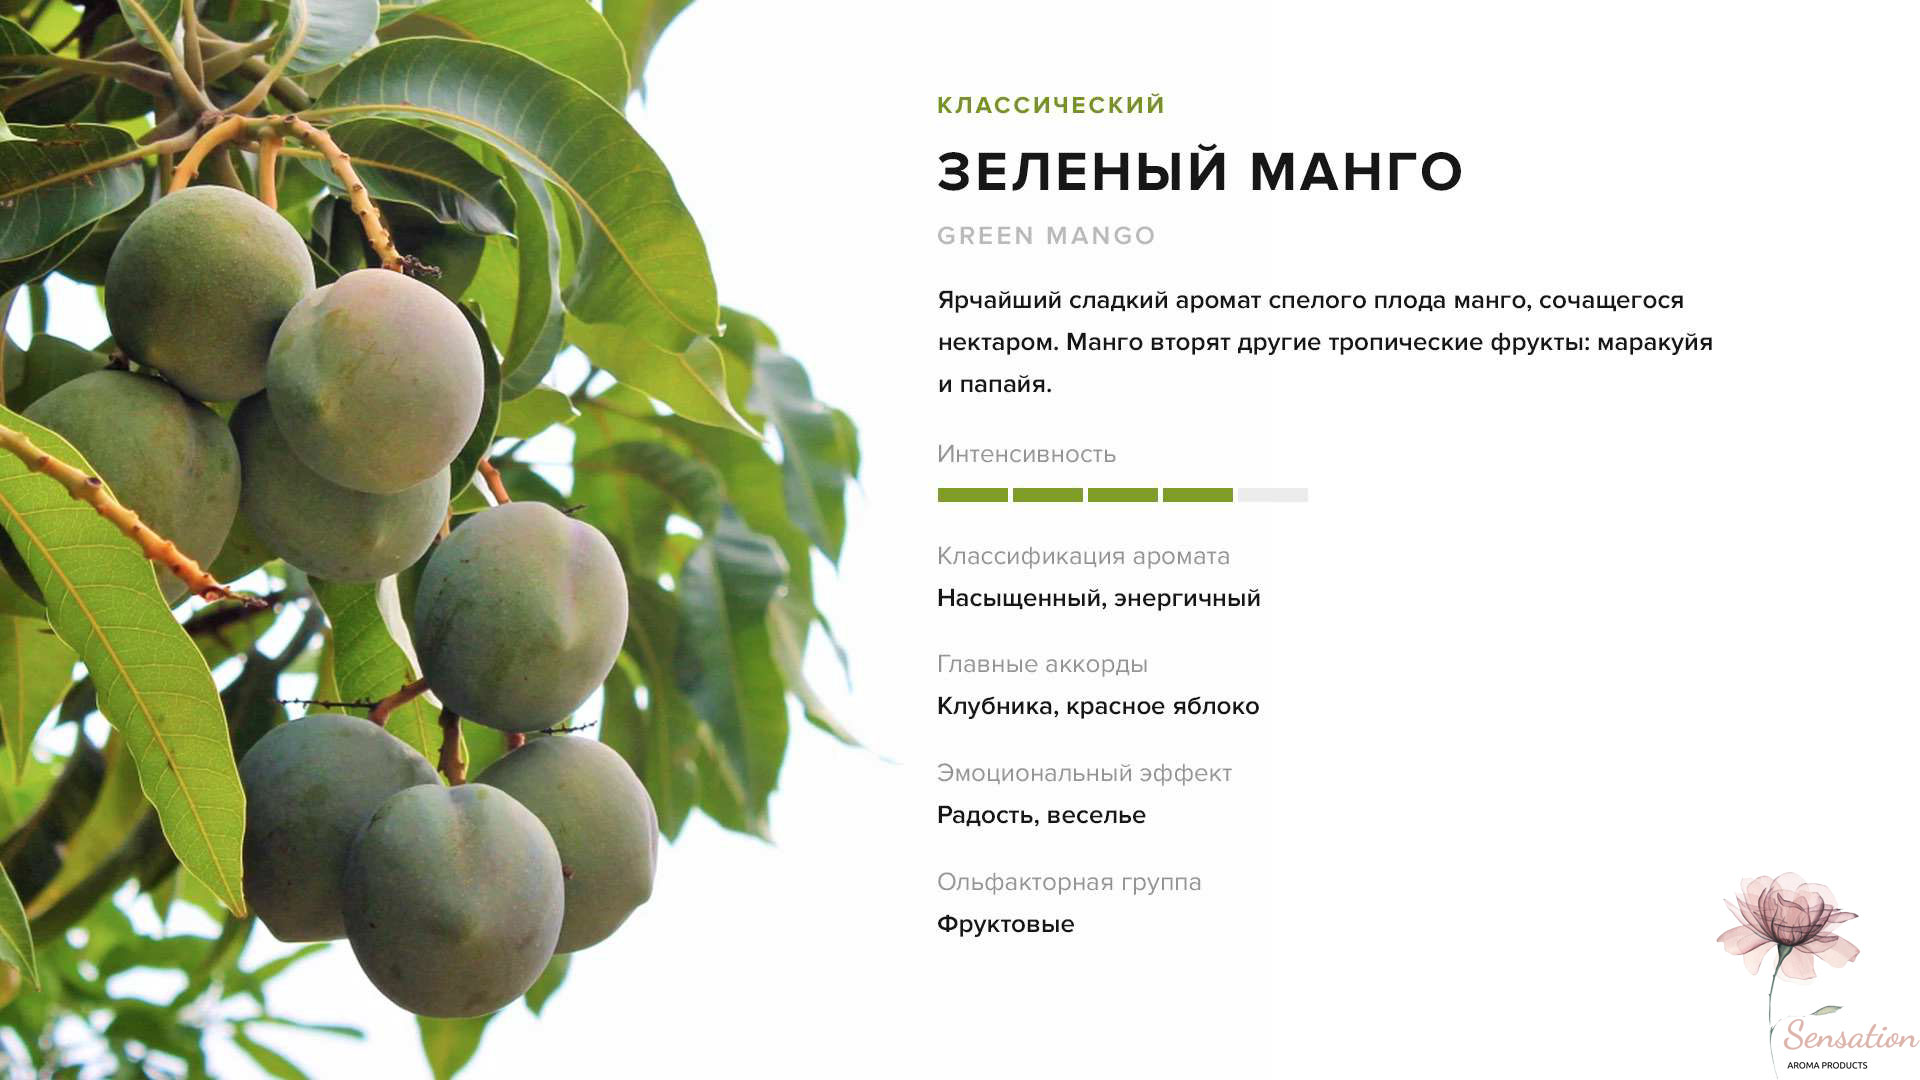 КЛАССИЧЕСКИЙ
ЗЕЛЕНЫЙ МАНГО
GREEN MANGO
Ярчайший сладкий аромат спелого плода манго, сочащегося
нектаром. Манго вторят другие тропические фрукты: маракуйя
и папайя.
Интенсивность
Классификация аромата
Насыщенный, энергичный
Главные аккорды
Клубника, красное яблоко
Эмоциональный эффект
Радость, веселье
Ольфакторная группа
Фруктовые
Sensation
AROMA PRODUCTS